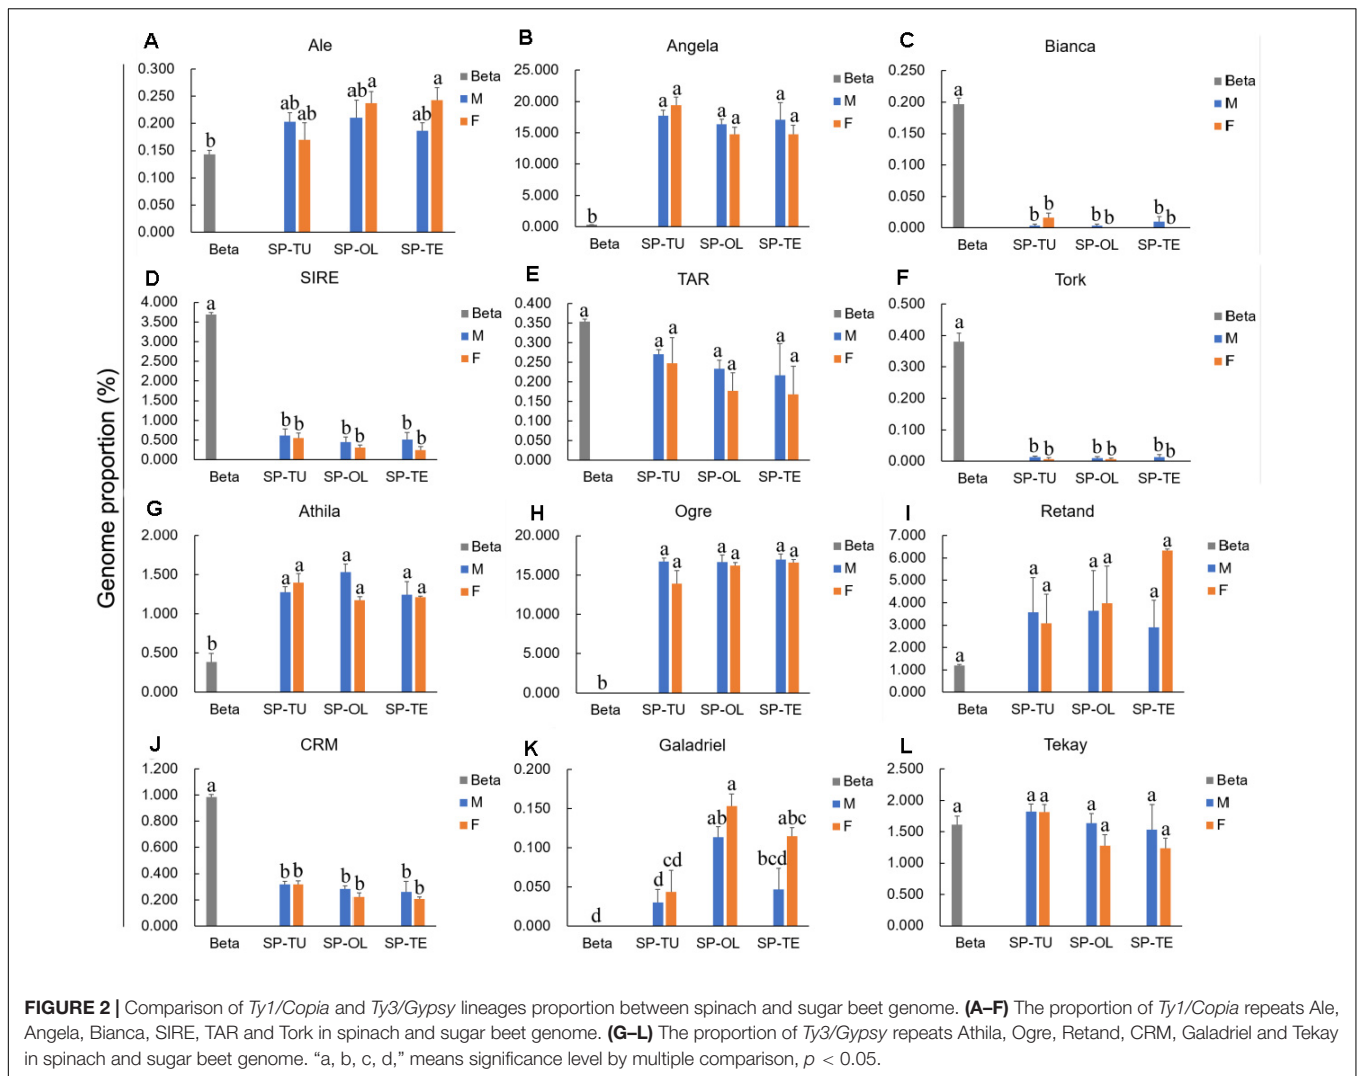 Genome proportion (%)
A
Ale
0.300
0.250
0.200
0.150
0.100
0.050
0.000
b
ab
ab
ab
a
ab
a
Beta
SP-TU
SP-OL
SP-TE
Beta
M
F
B
Angela
25.000
20.000
15.000
10.000
5.000
0.000
b
a
a
a
a
a
a
Beta
SP-TU
SP-OL
SP-TE
Beta
M
F
C
Bianca
0.250
0.200
0.150
0.100
0.050
0.000
a
b
b
b
b
b
b
Beta
SP-TU
SP-OL
SP-TE
Beta
M
F
D
SIRE
4.000
3.500
3.000
2.500
2.000
1.500
1.000
0.500
0.000
a
b
b
b
b
b
b
Beta
SP-TU
SP-OL
SP-TE
Beta
M
F
E
TAR
0.400
0.350
0.300
0.250
0.200
0.150
0.100
0.050
0.000
a
a
a
a
a
a
a
Beta
SP-TU
SP-OL
SP-TE
Beta
M
F
F
Tork
0.500
0.400
0.300
0.200
0.100
0.000
a
b
b
b
b
b
b
Beta
SP-TU
SP-OL
SP-TE
Beta
M
F
G
Athila
2.000
1.500
1.000
0.500
0.000
b
a
a
a
a
a
a
Beta
SP-TU
SP-OL
SP-TE
Beta
M
F
H
Ogre
20.000
15.000
10.000
5.000
0.000
b
a
a
a
a
a
a
Beta
SP-TU
SP-OL
SP-TE
Beta
M
F
I
Retand
7.000
6.000
5.000
4.000
3.000
2.000
1.000
0.000
a
a
a
a
a
a
a
Beta
SP-TU
SP-OL
SP-TE
Beta
M
F
J
CRM
1.200
1.000
0.800
0.600
0.400
0.200
0.000
a
b
b
b
b
b
b
Beta
SP-TU
SP-OL
SP-TE
Beta
M
F
K
Galadriel
0.200
0.150
0.100
0.050
0.000
d
d
cd
ab
a
bcd
abc
Beta
SP-TU
SP-OL
SP-TE
Beta
M
F
L
Tekay
2.500
2.000
1.500
1.000
0.500
0.000
a
a
a
a
a
a
a
Beta
SP-TU
SP-OL
SP-TE
Beta
M
F
FIGURE 2 | Comparison of Ty1/Copia and Ty3/Gypsy lineages proportion between spinach and sugar beet genome. (A–F) The proportion of Ty1/Copia repeats Ale,
Angela, Bianca, SIRE, TAR and Tork in spinach and sugar beet genome. (G–L) The proportion of Ty3/Gypsy repeats Athila, Ogre, Retand, CRM, Galadriel and Tekay
in spinach and sugar beet genome. “a, b, c, d,” means significance level by multiple comparison, p < 0.05.